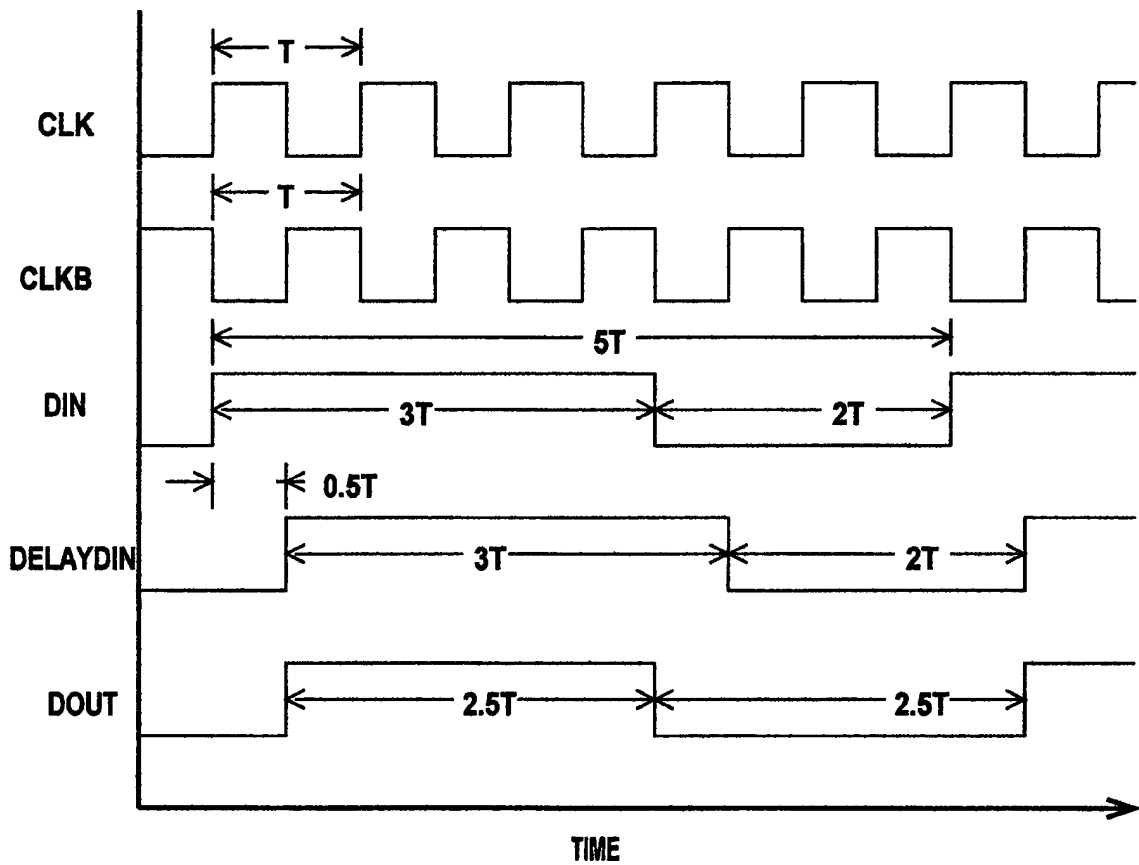 T
CLK
T
CLKB
5T
DIN
3T 2T
0.5T
DELAYDIN
3T 2T
DOUT
2.5T 2.5T
TIME